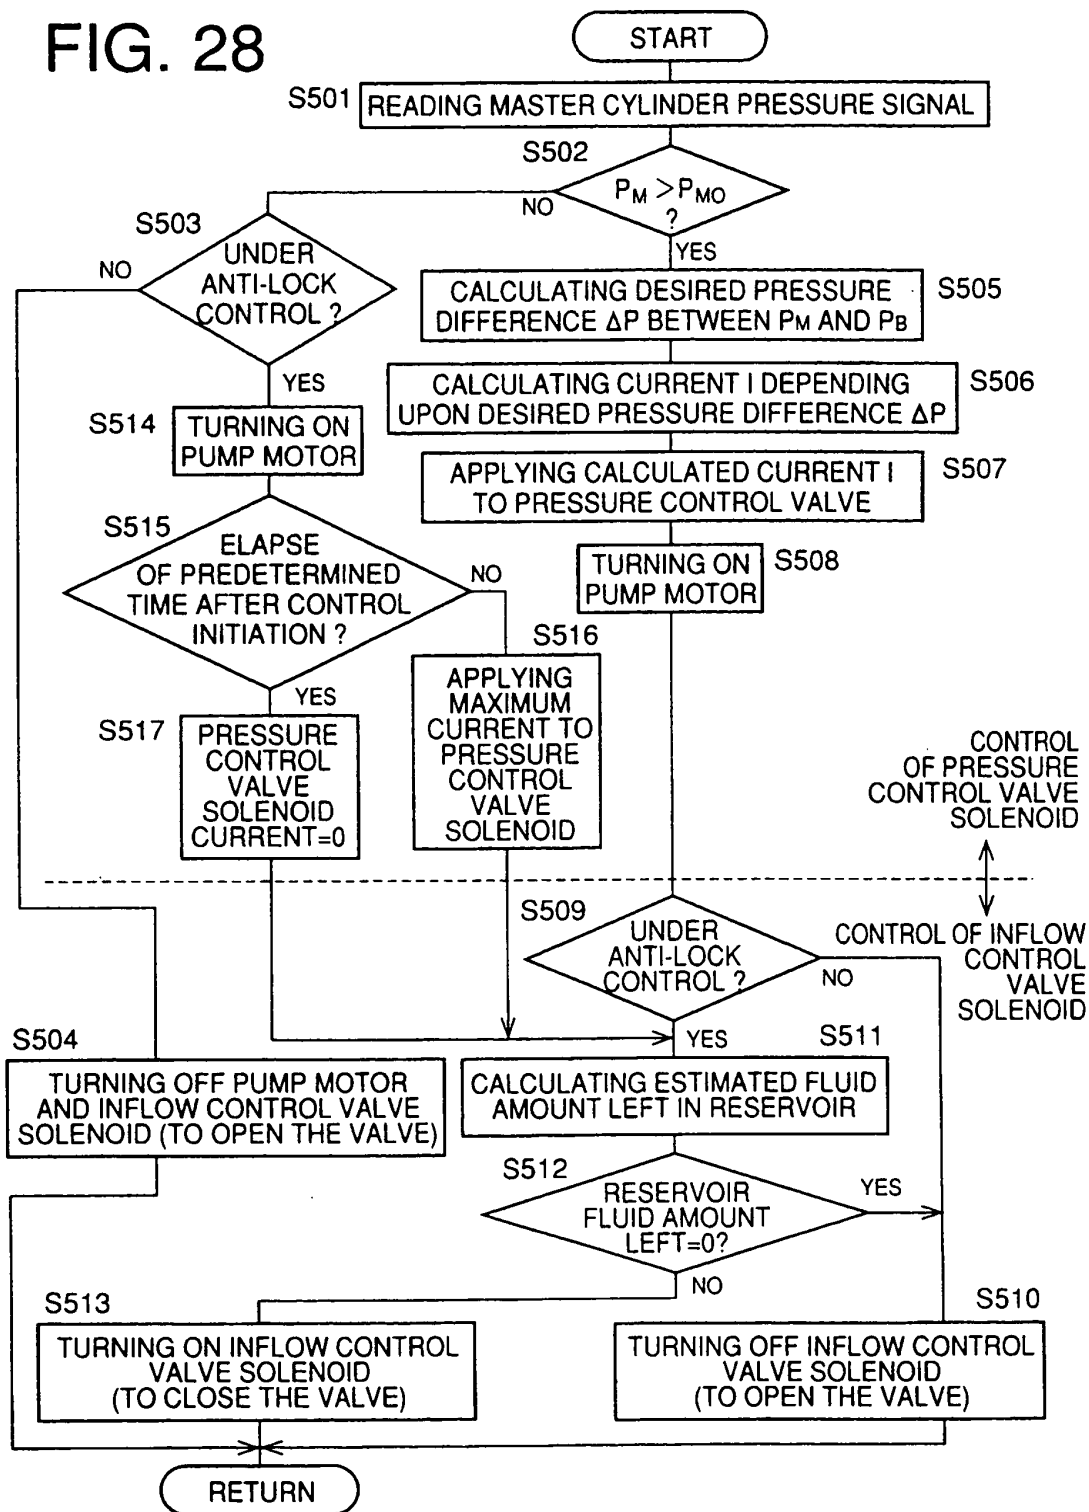 FIG. 28
START
S501
READING MASTER CYLINDER PRESSURE SIGNAL
S502
PM >PMO
?
NO
YES
S503
UNDER
ANTI-LOCK
CONTROL ?
NO
YES
CALCULATING DESIRED PRESSURE
DIFFERENCE ΔP BETWEEN PM AND PB
S505
CALCULATING CURRENT I DEPENDING
UPON DESIRED PRESSURE DIFFERENCE ΔP
S506
S514
TURNING ON
PUMP MOTOR
APPLYING CALCULATED CURRENT I
TO PRESSURE CONTROL VALVE
S507
S515
ELAPSE
OF PREDETERMINED
TIME AFTER CONTROL
INITIATION ?
NO
YES
TURNING ON
PUMP MOTOR
S508
S516
APPLYING
MAXIMUM
CURRENT TO
PRESSURE
CONTROL
VALVE
SOLENOID
S517
PRESSURE
CONTROL
VALVE
SOLENOID
CURRENT=0
CONTROL
OF PRESSURE
CONTROL VALVE
SOLENOID
S509
UNDER
ANTI-LOCK
CONTROL ?
NO
YES
CONTROL OF INFLOW
CONTROL
VALVE
SOLENOID
S504
TURNING OFF PUMP MOTOR
AND INFLOW CONTROL VALVE
SOLENOID (TO OPEN THE VALVE)
S511
CALCULATING ESTIMATED FLUID
AMOUNT LEFT IN RESERVOIR
S512
RESERVOIR
FLUID AMOUNT
LEFT=0?
YES
NO
S513
TURNING ON INFLOW CONTROL
VALVE SOLENOID
(TO CLOSE THE VALVE)
S510
TURNING OFF INFLOW CONTROL
VALVE SOLENOID
(TO OPEN THE VALVE)
RETURN